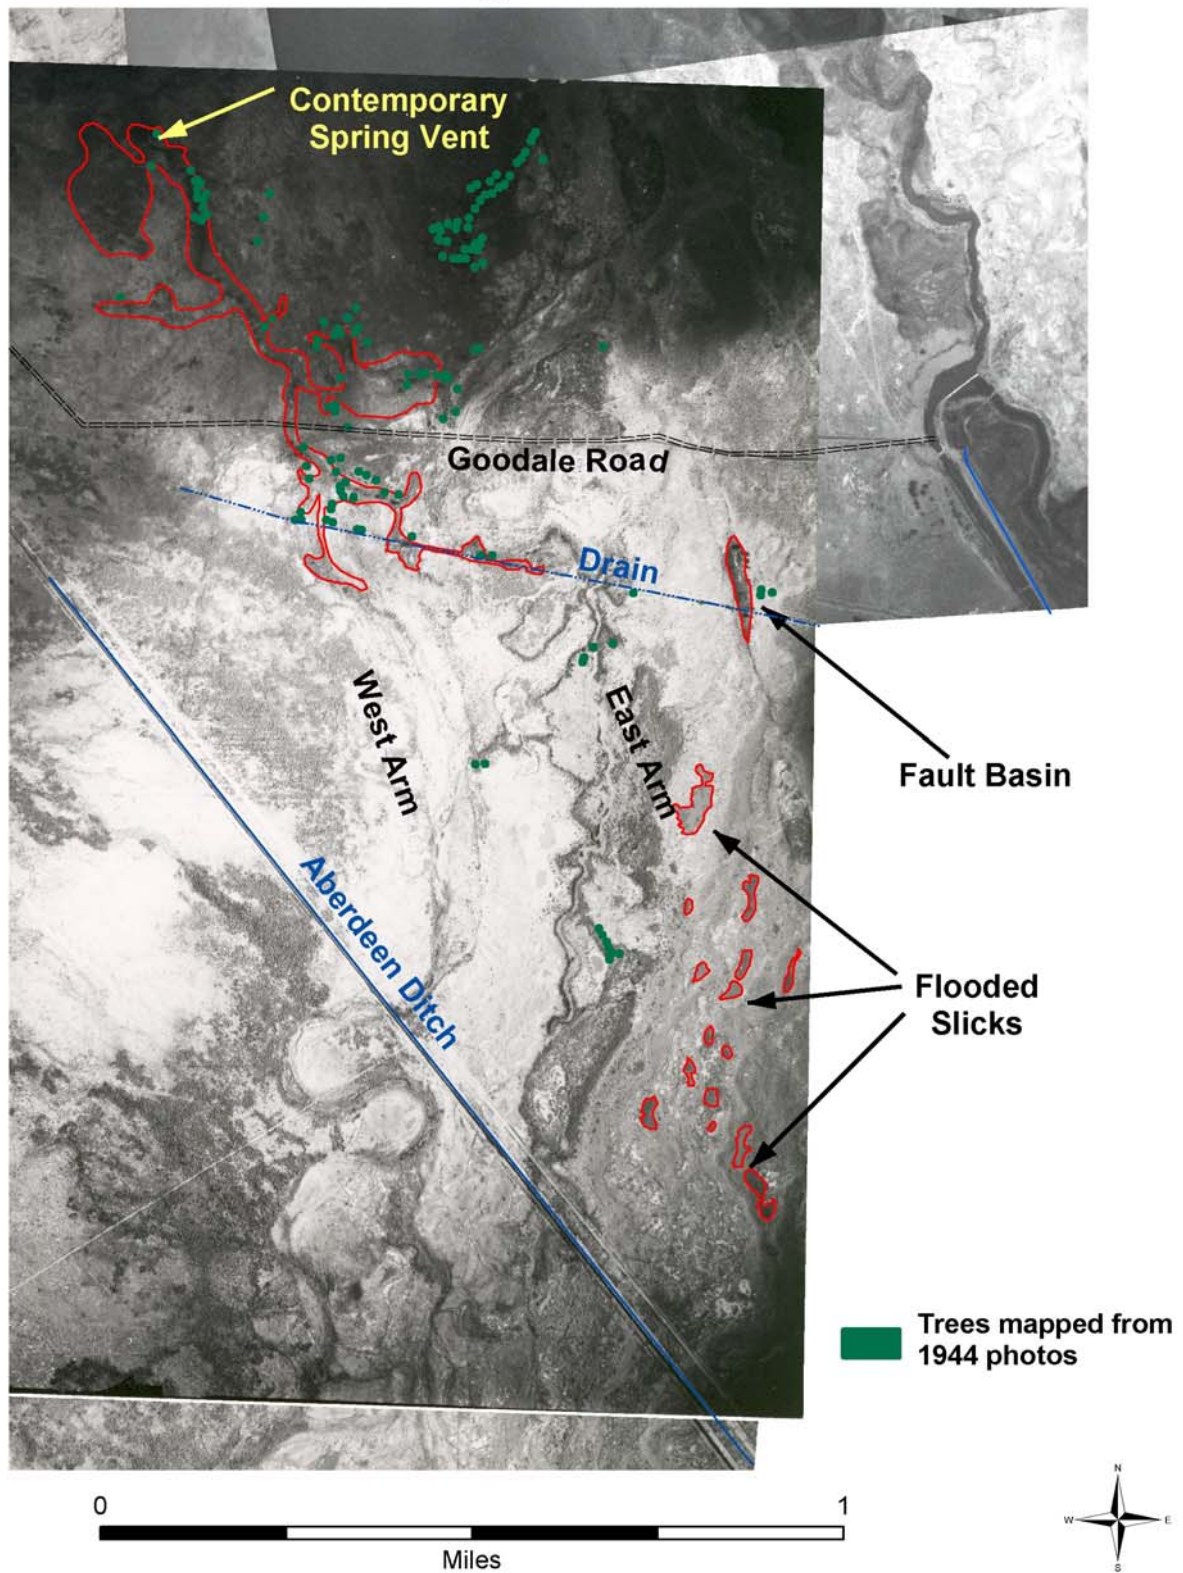 Contemporary
Spring Vent
Goodale Road
Drain
West Arm
East Arm
Fault Basin
Aberdeen Ditch
Flooded
Slicks
Trees mapped from
1944 photos
0 1
Miles
N
W E
S